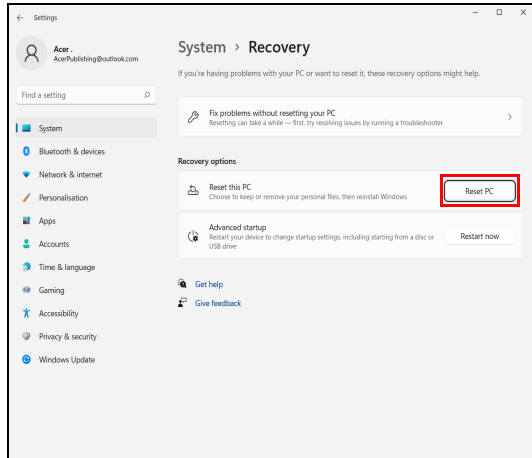 Settings
Acer .
AcerPublishing@outlook.com
Find a setting
System
Bluetooth & devices
Network & internet
Personalisation
Apps
Accounts
Time & language
Gaming
Accessibility
Privacy & security
Windows Update
System > Recovery
If you're having problems with your PC or want to reset it, these recovery options might help.
Fix problems without resetting your PC
Resetting can take a while — first, try resolving issues by running a troubleshooter
Recovery options
Reset this PC
Choose to keep or remove your personal files, then reinstall Windows
Reset PC
Advanced startup
Restart your device to change startup settings, including starting from a disc or
USB drive
Restart now
Get help
Give feedback